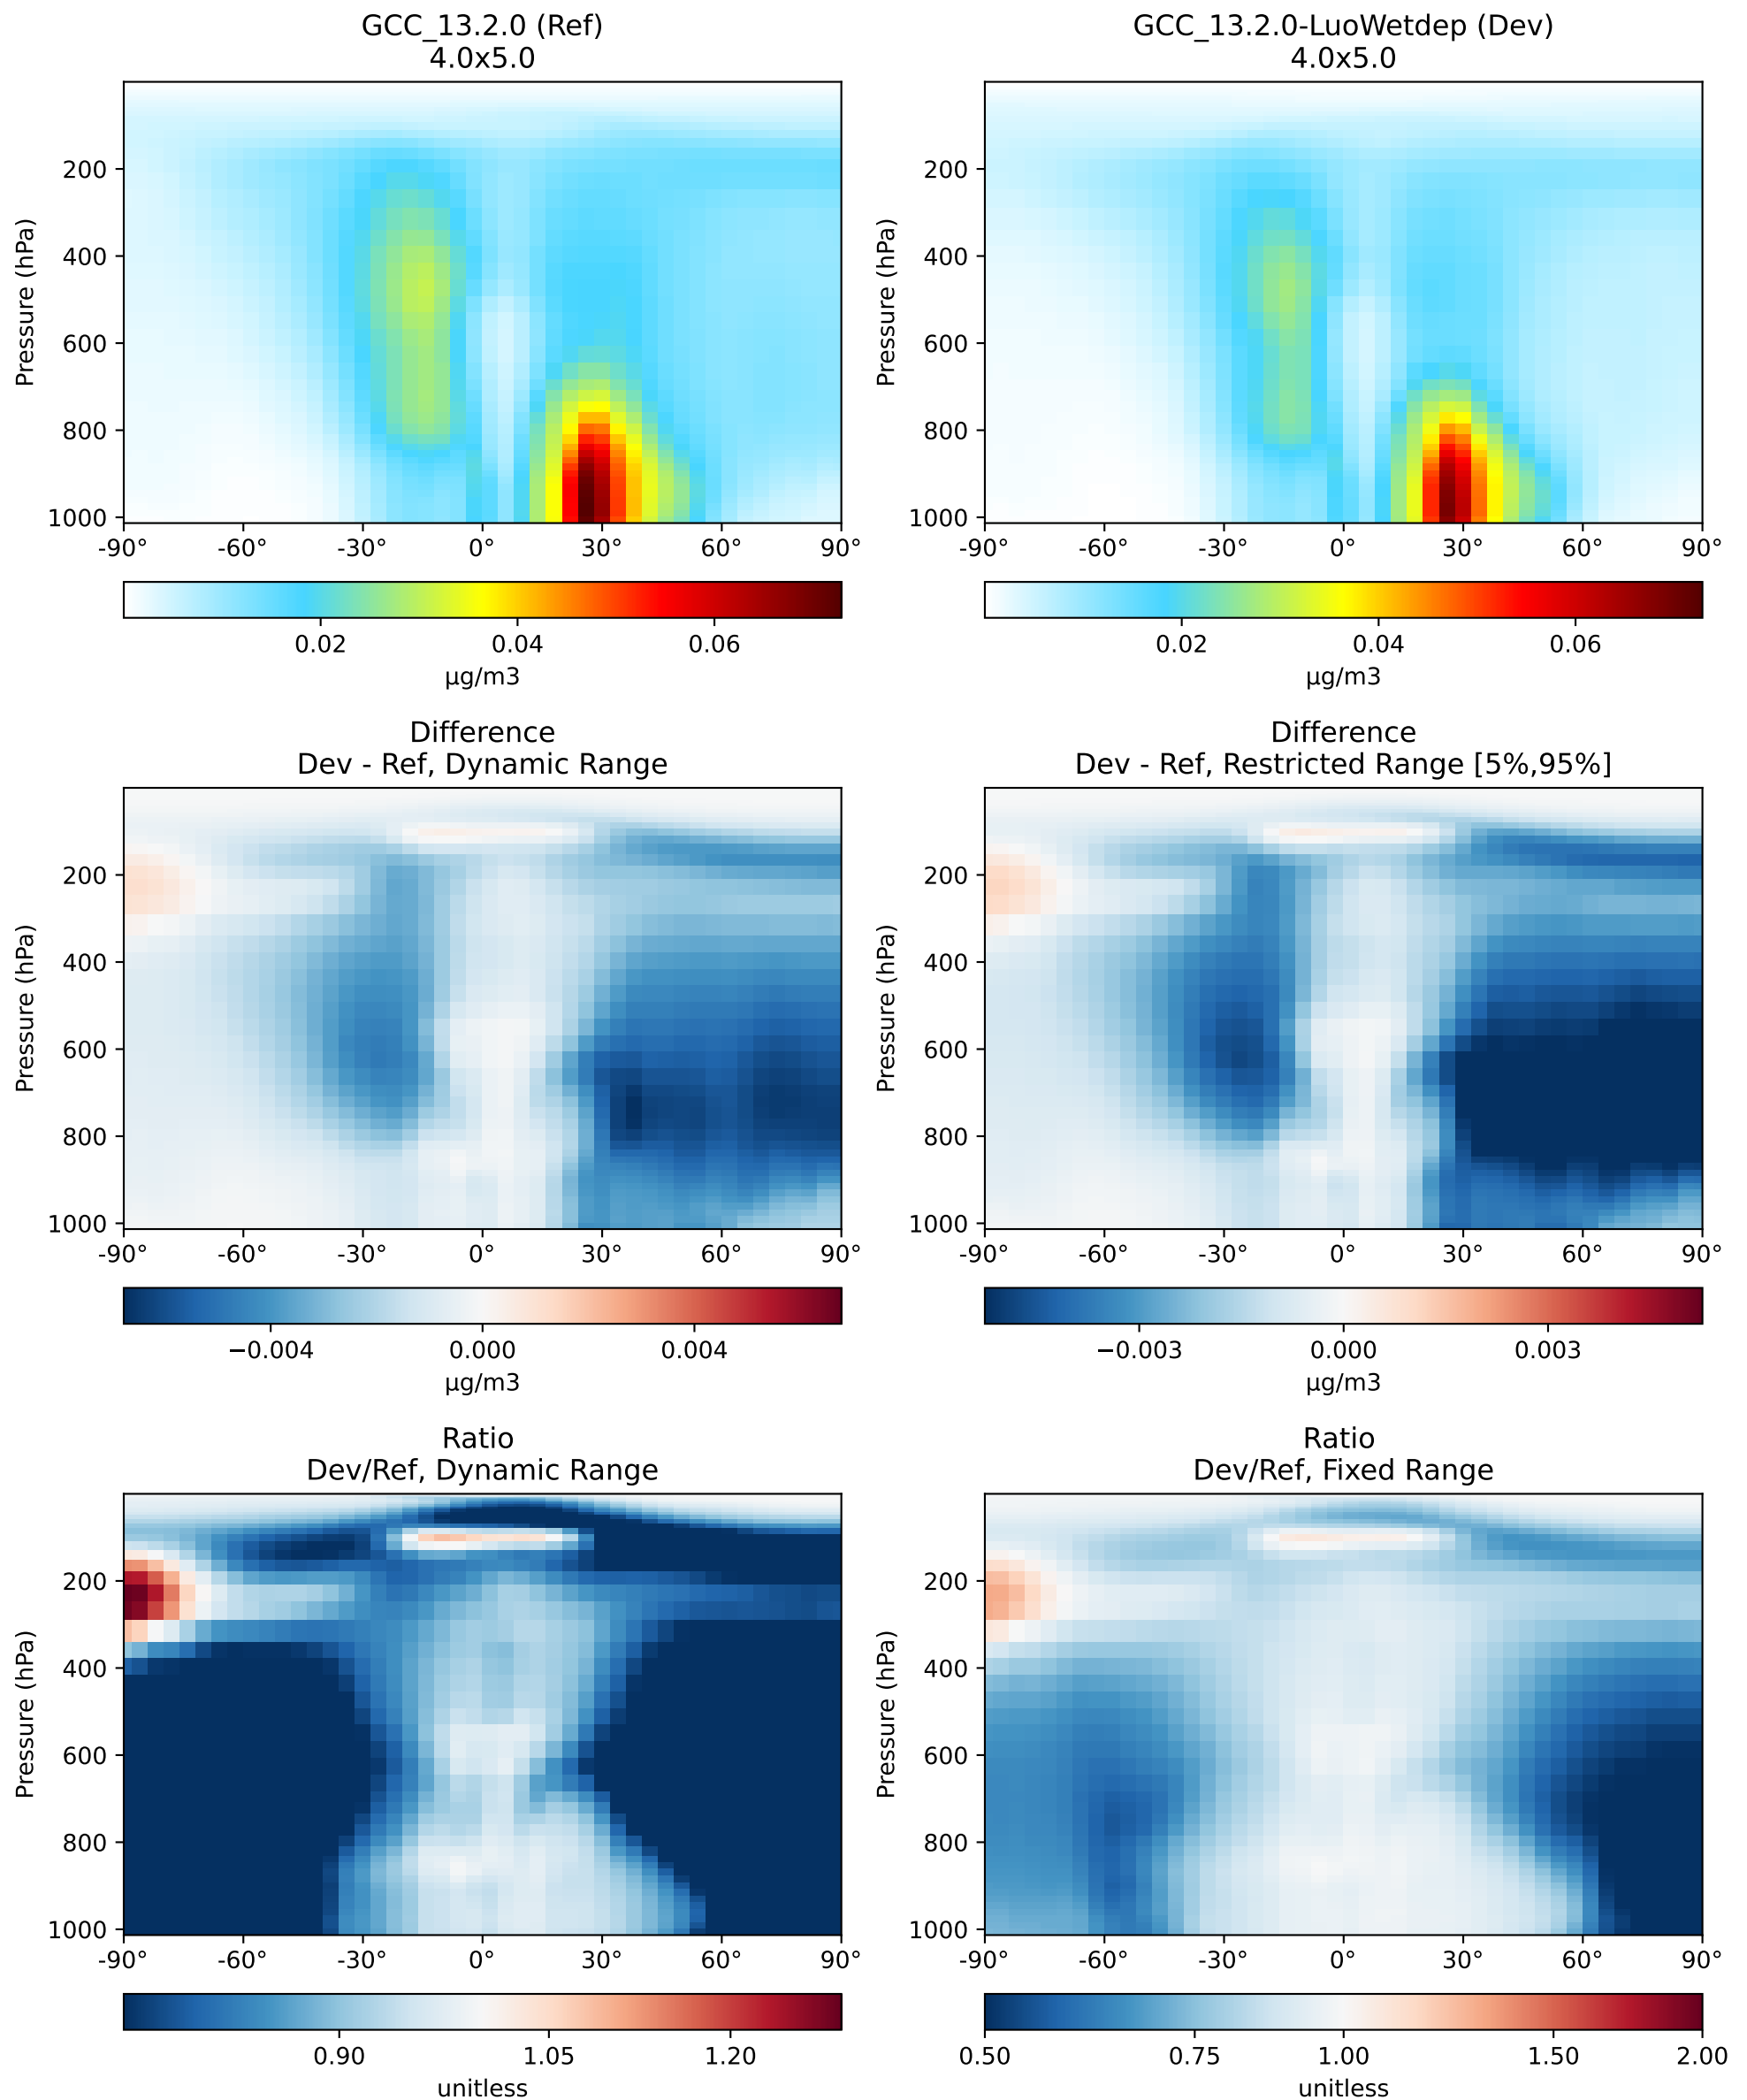 GCC_13.2.0 (Ref)
4.0x5.0
Pressure (hPa)
200
400
600
800
1000
-90° -60° -30° 0° 30° 60° 90°
0.02 0.04 0.06
µg/m3
GCC_13.2.0-LuoWetdep (Dev)
4.0x5.0
Pressure (hPa)
200
400
600
800
1000
-90° -60° -30° 0° 30° 60° 90°
0.02 0.04 0.06
µg/m3
Difference
Dev - Ref, Dynamic Range
Pressure (hPa)
200
400
600
800
1000
-90° -60° -30° 0° 30° 60° 90°
−0.004 0.000 0.004
µg/m3
Difference
Dev - Ref, Restricted Range [5%,95%]
Pressure (hPa)
200
400
600
800
1000
-90° -60° -30° 0° 30° 60° 90°
−0.003 0.000 0.003
µg/m3
Ratio
Dev/Ref, Dynamic Range
Pressure (hPa)
200
400
600
800
1000
-90° -60° -30° 0° 30° 60° 90°
0.90 1.05 1.20
unitless
Ratio
Dev/Ref, Fixed Range
Pressure (hPa)
200
400
600
800
1000
-90° -60° -30° 0° 30° 60° 90°
0.50 0.75 1.00 1.50 2.00
unitless